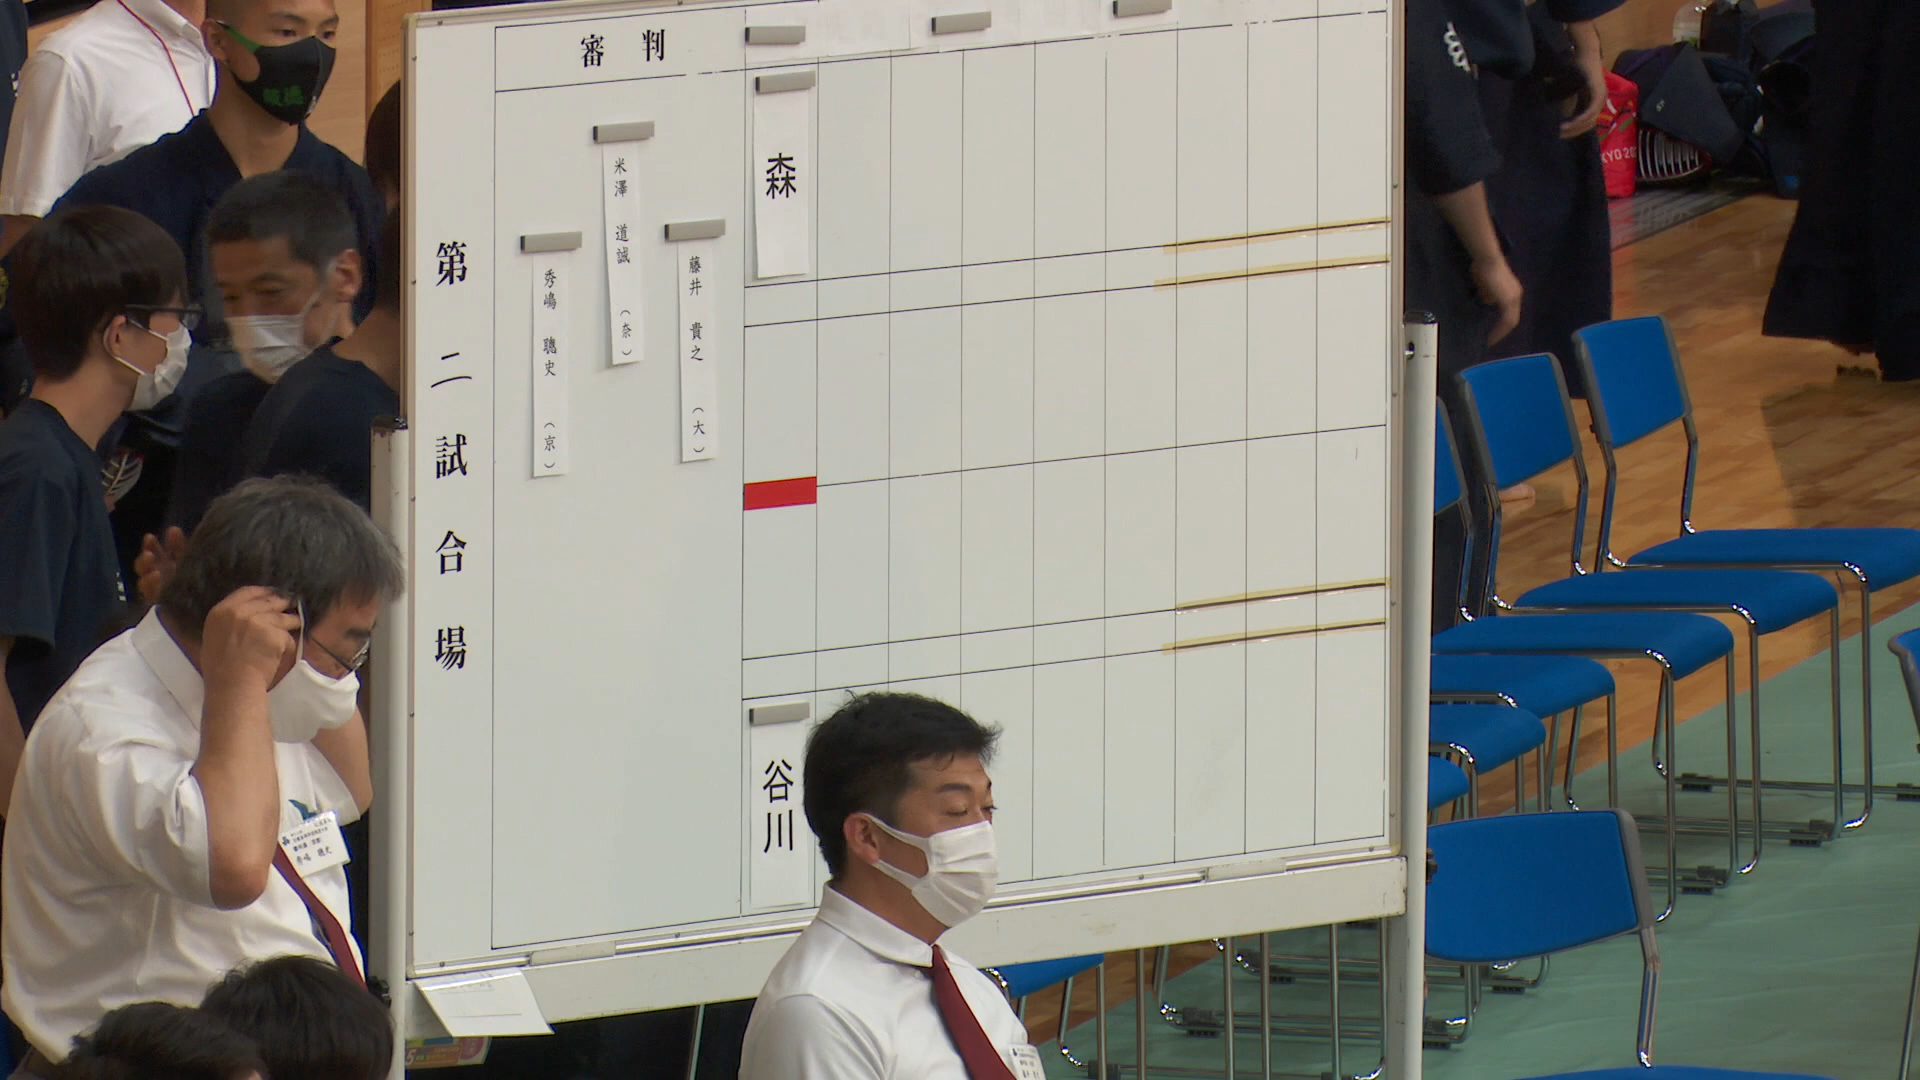 審判
第二試合場
秀嶋 聰史 (京)
米澤 道誠 (奈)
藤井 貴之 (大)
森
谷川